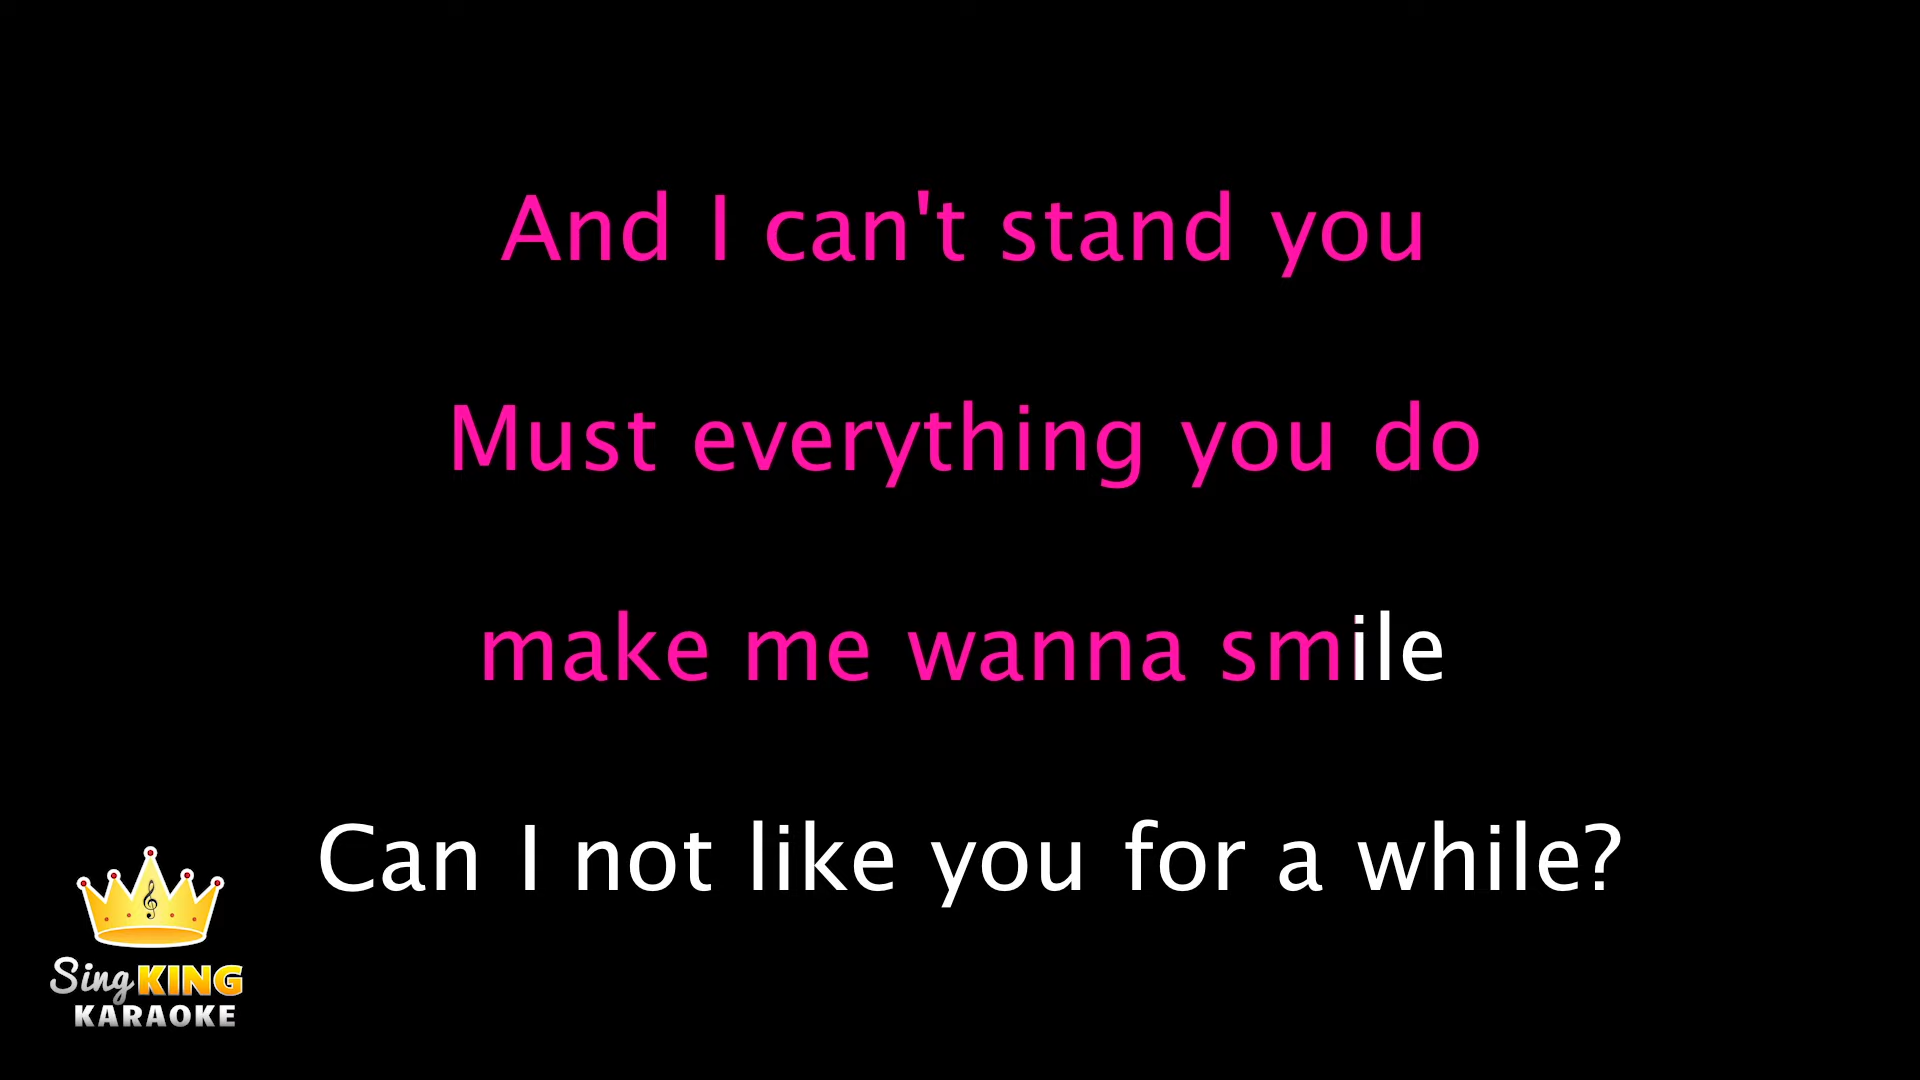 And I can't stand you
Must everything you do
make me wanna smile
Can I not like you for a while?
Sing KING
KARAOKE